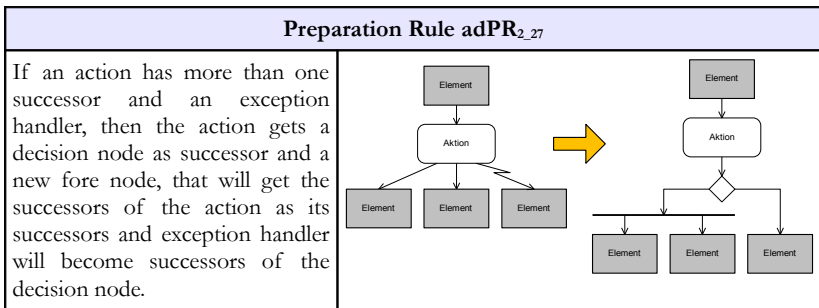 Preparation Rule adPR2_27
If an action has more than one
successor and an exception
handler, then the action gets a
decision node as successor and a
new fore node, that will get the
successors of the action as its
successors and exception handler
will become successors of the
decision node.
Element
Aktion
Element
Element
Element
Element
Aktion
Element
Element
Element